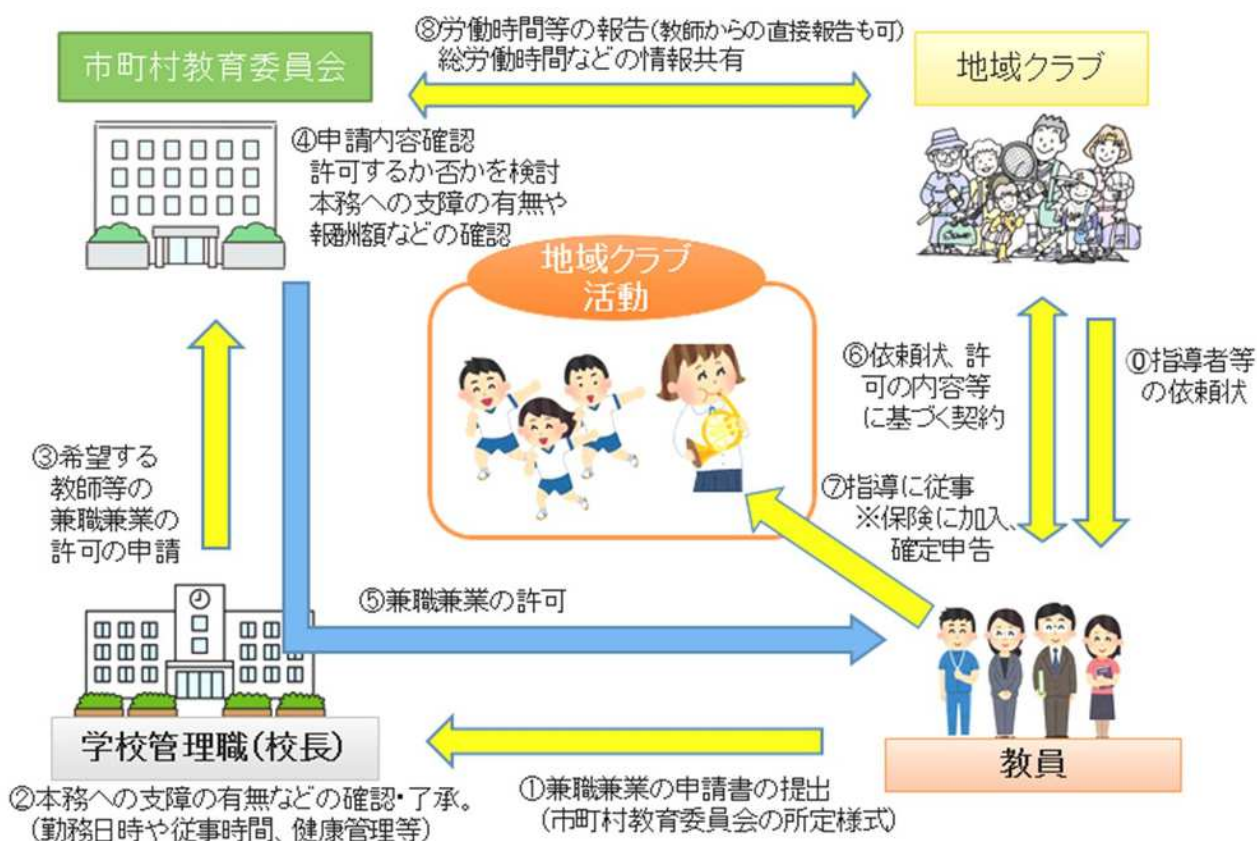 ⑧労働時間等の報告(教師からの直接報告も可)
総労働時間などの情報共有
市町村教育委員会
地域クラブ
④申請内容確認
許可するか否かを検討
本務への支障の有無や
報酬額などの確認
地域クラブ
活動
⑥依頼状、許
可の内容等
に基づく契約
⓪指導者等
の依頼状
③希望する
教師等の
兼職兼業の
許可の申請
⑦指導に従事
※保険に加入、
確定申告
⑤兼職兼業の許可
学校管理職(校長)
教員
②本務への支障の有無などの確認・了承。
(勤務日時や従事時間、健康管理等)
①兼職兼業の申請書の提出
(市町村教育委員会の所定様式)